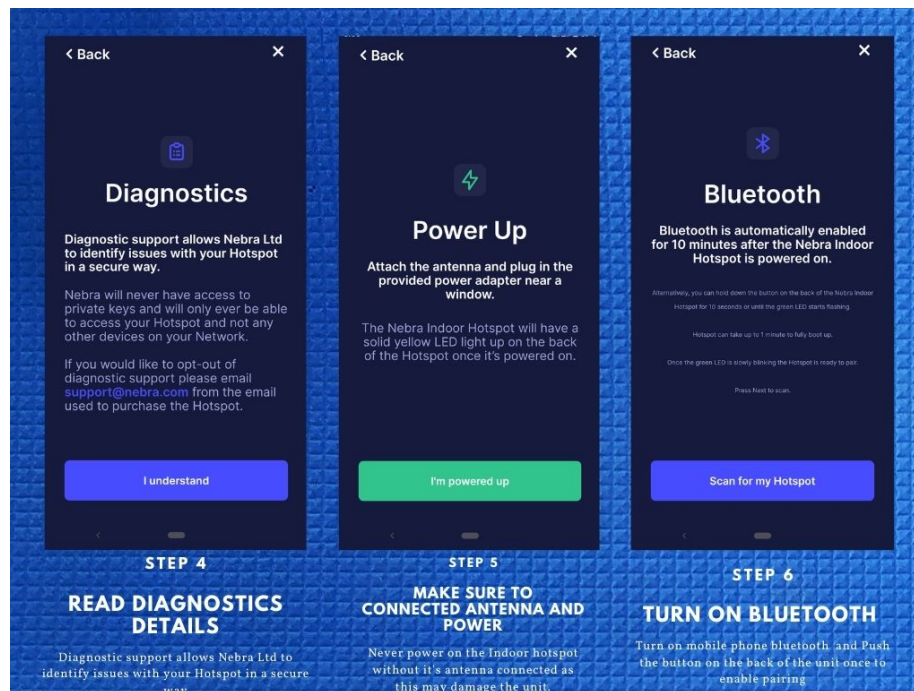 < Back
×
Diagnostics
Diagnostic support allows Nebra Ltd
to identify issues with your Hotspot
in a secure way.
Nebra will never have access to
private keys and will only ever be able
to access your Hotspot and not any
other devices on your Network.
If you would like to opt-out of
diagnostic support please email
support@nebra.com from the email
used to purchase the Hotspot.
I understand
STEP 4
READ DIAGNOSTICS
DETAILS
Diagnostic support allows Nebra Ltd to
identify issues with your Hotspot in a secure
way
< Back
×
Power Up
Attach the antenna and plug in the
provided power adapter near a
window.
The Nebra Indoor Hotspot will have a
solid yellow LED light up on the back
of the Hotspot once it's powered on.
I'm powered up
STEP 5
MAKE SURE TO
CONNECTED ANTENNA AND
POWER
Never power on the Indoor hotspot
without it's antenna connected as
this may damage the unit.
< Back
×
Bluetooth
Bluetooth is automatically enabled
for 10 minutes after the Nebra Indoor
Hotspot is powered on.
Alternatively, you can hold down the button on the back of the Nebra Indoor
Hotspot for 10 seconds or until the green LED starts flashing.
Hotspot can take up to 1 minute to fully boot up.
Once the green LED is slowly blinking the Hotspot is ready to pair.
Press Next to scan.
Scan for my Hotspot
STEP 6
TURN ON BLUETOOTH
Turn on mobile phone bluetooth and Push
the button on the back of the unit once to
enable pairing